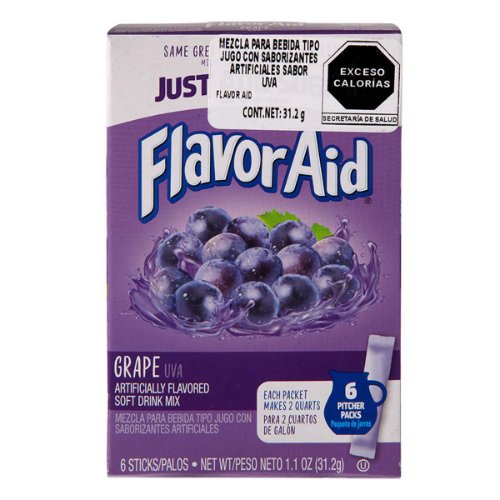 SAME GRE
MI
JUST
MEZCLA PARA BEBIDA TIPO
JUGO CON SABORIZANTES
ARTIFICIALES SABOR
UVA
FLAVOR AID
CONT.NET: 31.2 g
EXCESO
CALORÍAS
SECRETARÍA DE SALUD
FlavorAid®
GRAPE UVA
ARTIFICIALLY FLAVORED
SOFT DRINK MIX
MEZCLA PARA BEBIDA TIPO JUGO CON
SABORIZANTES ARTIFICIALES
EACH PACKET
MAKES 2 QUARTS
PARA 2 CUARTOS
DE GALÓN
6
PITCHER
PACKS
Paquete de jarras
6 STICKS/PALOS • NET WT/PESO NETO 1.1 OZ (31.2g)
U